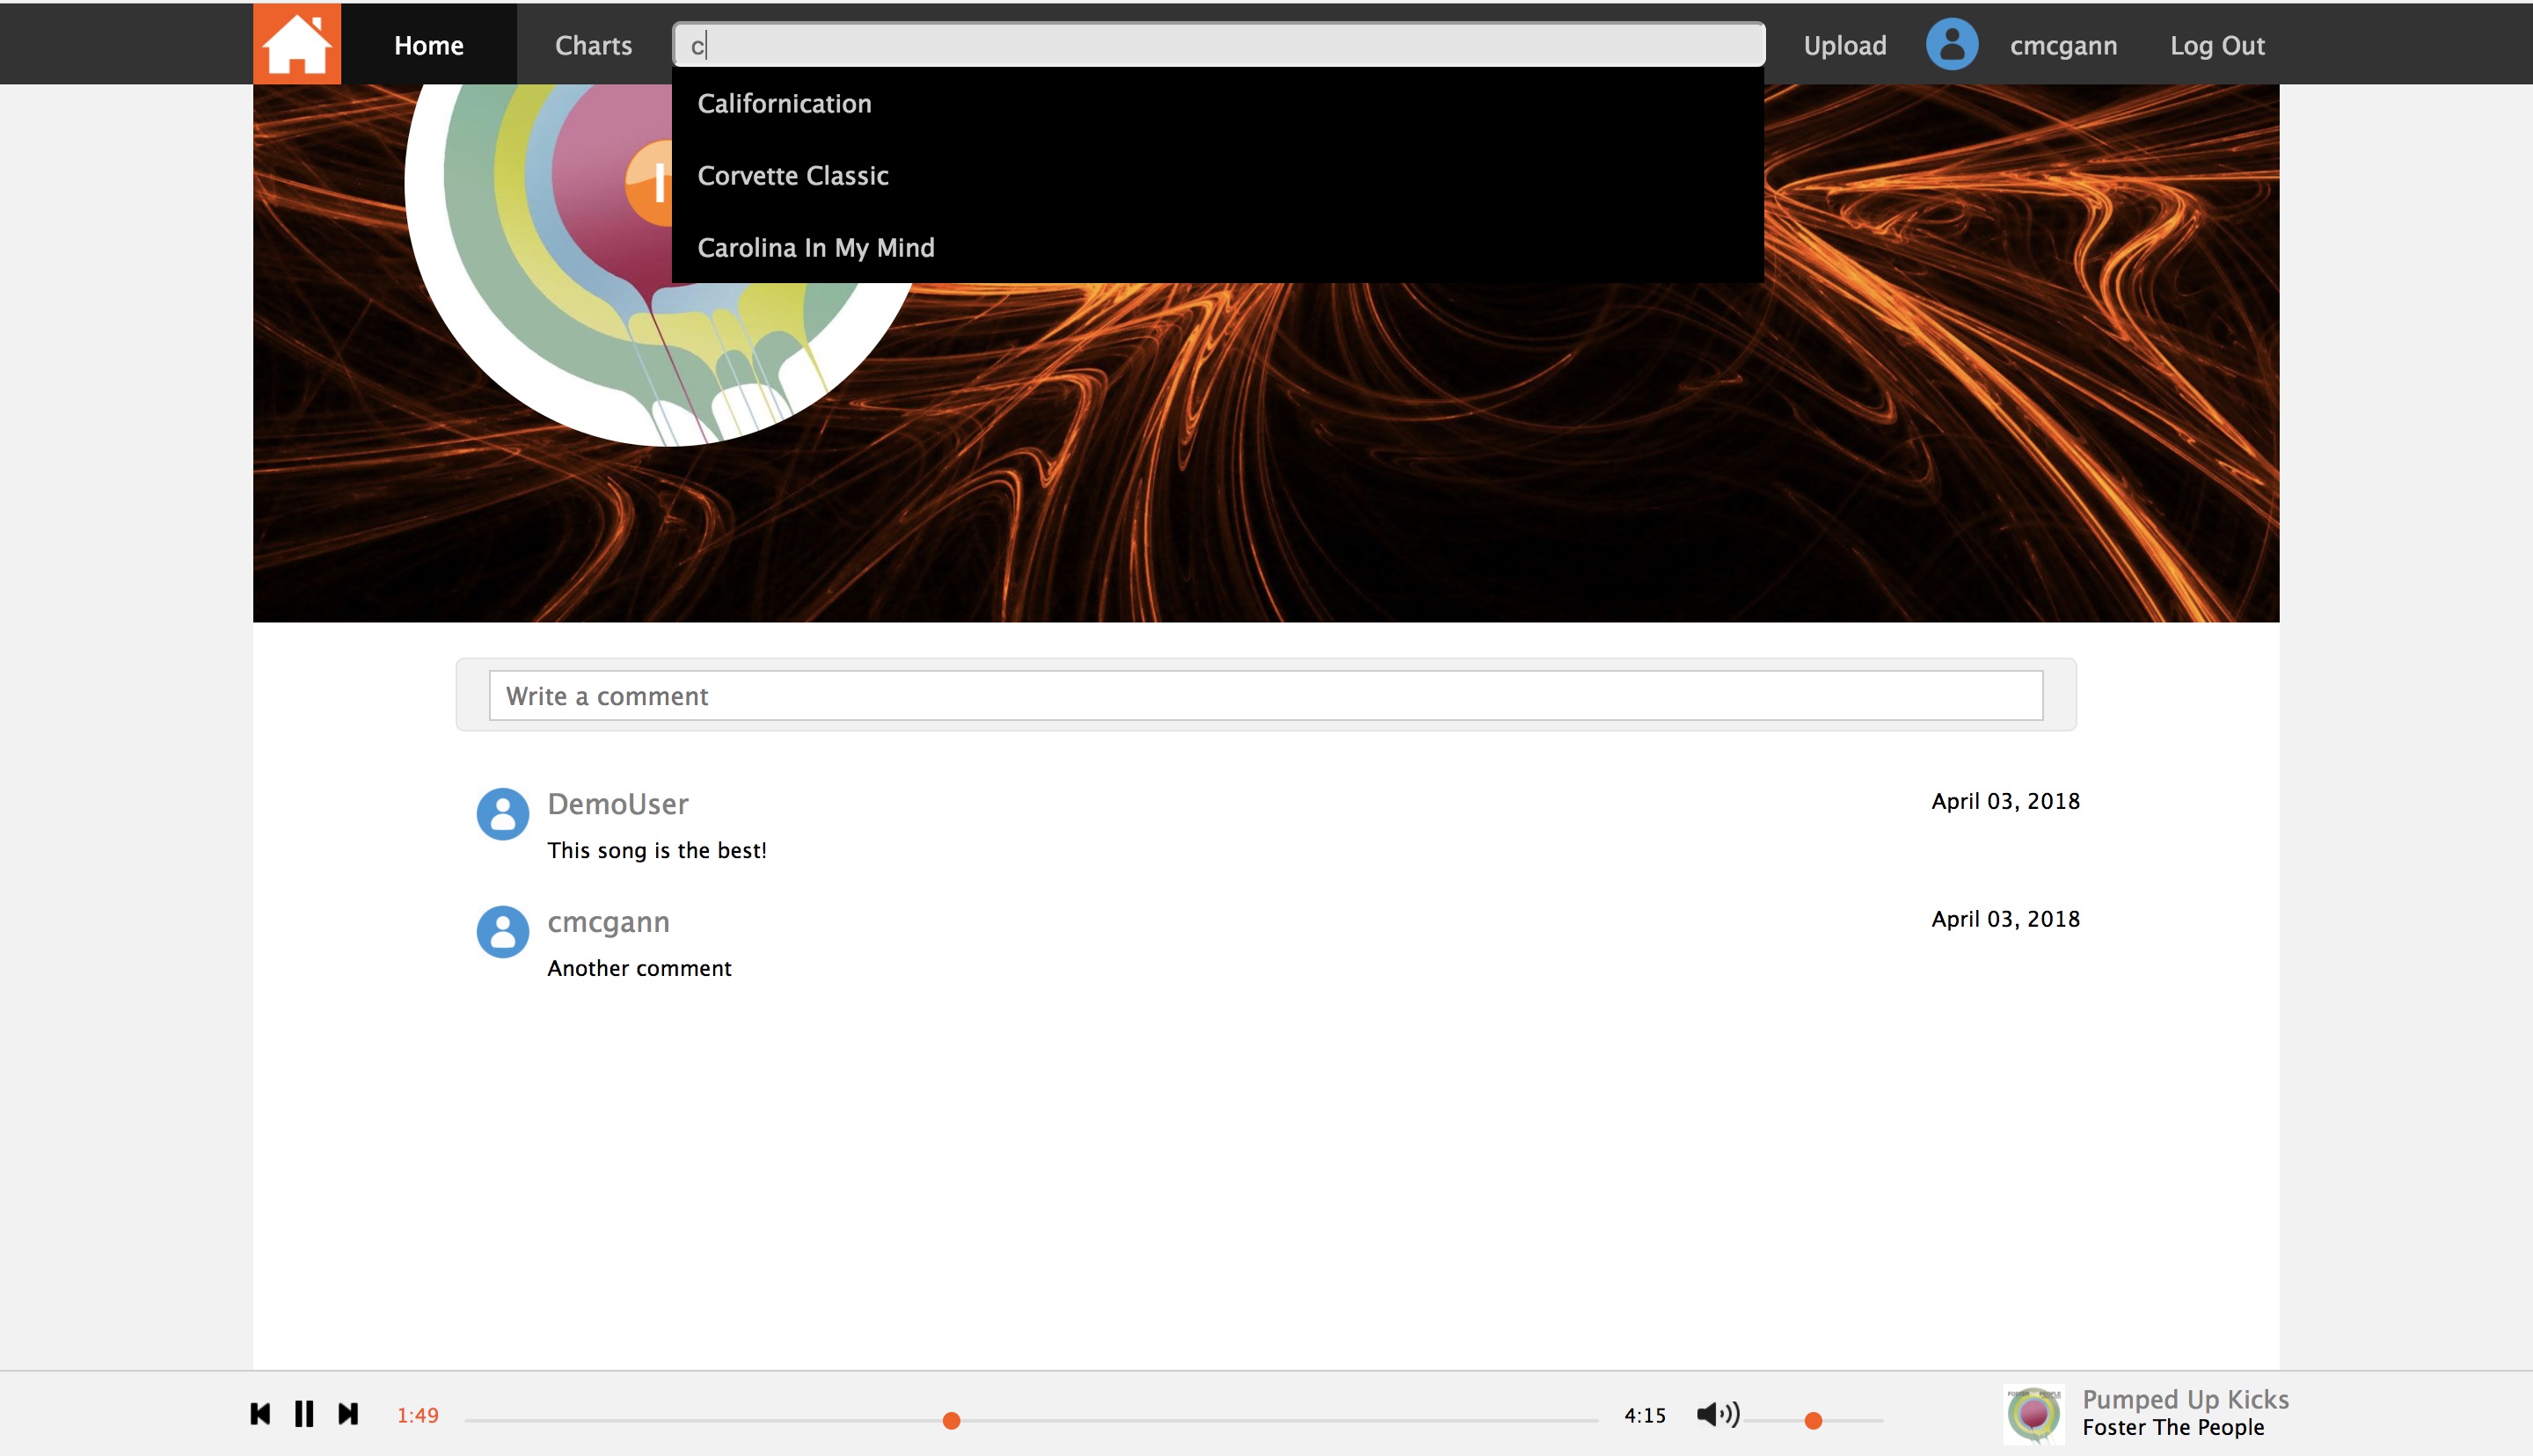 Home
Charts
c
Upload
cmcgann
Log Out
Californication
Corvette Classic
Carolina In My Mind
Write a comment
DemoUser
April 03, 2018
This song is the best!
cmcgann
April 03, 2018
Another comment
1:49
4:15
Pumped Up Kicks
Foster The People